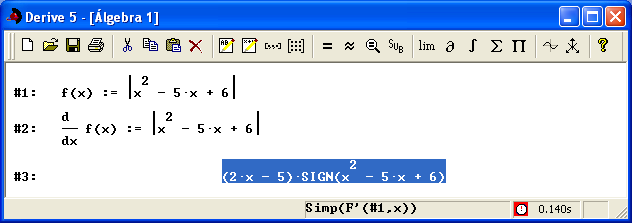 Derive 5 - [Álgebra 1]
= ≈ SUB lim ∂ ∫ Σ Π ?
#1: f(x) := |x² - 5·x + 6|
#2: d/dx f(x) := |x² - 5·x + 6|
#3: (2·x - 5)·SIGN(x² - 5·x + 6)
Simp(F'(#1,x)) 0.140s